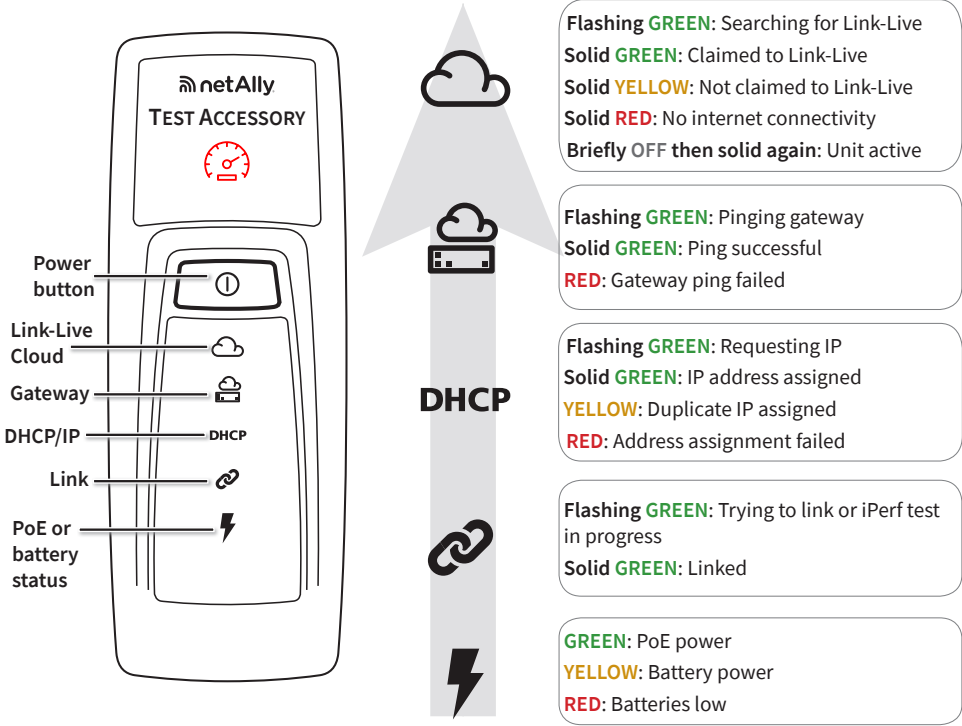 netAlly
TEST ACCESSORY
Power
button
Link-Live
Cloud
Gateway
DHCP/IP
DHCP
Link
PoE or
battery
status
Flashing GREEN: Searching for Link-Live
Solid GREEN: Claimed to Link-Live
Solid YELLOW: Not claimed to Link-Live
Solid RED: No internet connectivity
Briefly OFF then solid again: Unit active
Flashing GREEN: Pinging gateway
Solid GREEN: Ping successful
RED: Gateway ping failed
DHCP
Flashing GREEN: Requesting IP
Solid GREEN: IP address assigned
YELLOW: Duplicate IP assigned
RED: Address assignment failed
Flashing GREEN: Trying to link or iPerf test
in progress
Solid GREEN: Linked
GREEN: PoE power
YELLOW: Battery power
RED: Batteries low